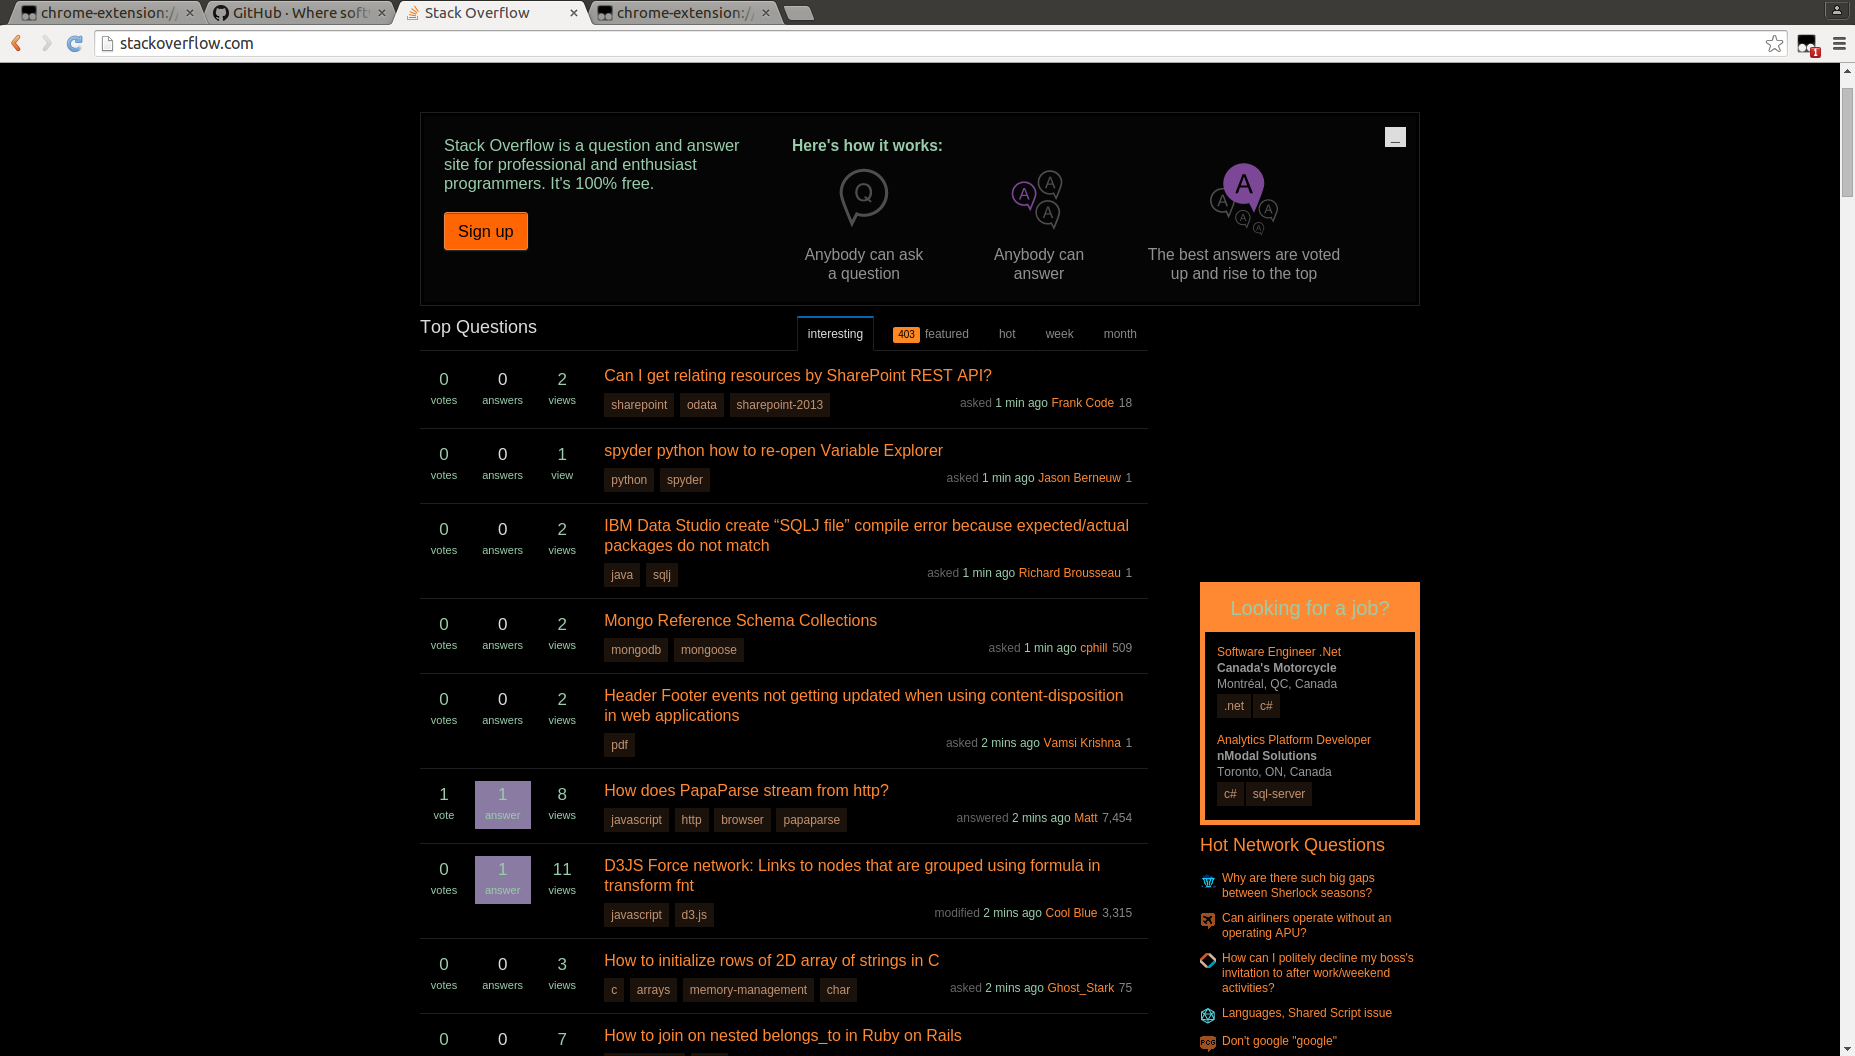 chrome-extension://
GitHub · Where soft
Stack Overflow
chrome-extension://
stackoverflow.com
Stack Overflow is a question and answer
site for professional and enthusiast
programmers. It's 100% free.
Sign up
Here's how it works:
Q
A
A
A
A
A
A
A
A
Anybody can ask
a question
Anybody can
answer
The best answers are voted
up and rise to the top
Top Questions
interesting
403 featured
hot
week
month
0 votes 0 answers 2 views
Can I get relating resources by SharePoint REST API?
sharepoint odata sharepoint-2013
asked 1 min ago Frank Code 18
0 votes 0 answers 1 view
spyder python how to re-open Variable Explorer
python spyder
asked 1 min ago Jason Berneuw 1
0 votes 0 answers 2 views
IBM Data Studio create “SQLJ file” compile error because expected/actual
packages do not match
java sqlj
asked 1 min ago Richard Brousseau 1
0 votes 0 answers 2 views
Mongo Reference Schema Collections
mongodb mongoose
asked 1 min ago cphill 509
0 votes 0 answers 2 views
Header Footer events not getting updated when using content-disposition
in web applications
pdf
asked 2 mins ago Vamsi Krishna 1
1 vote 1 answer 8 views
How does PapaParse stream from http?
javascript http browser papaparse
answered 2 mins ago Matt 7,454
0 votes 1 answer 11 views
D3JS Force network: Links to nodes that are grouped using formula in
transform fnt
javascript d3.js
modified 2 mins ago Cool Blue 3,315
0 votes 0 answers 3 views
How to initialize rows of 2D array of strings in C
c arrays memory-management char
asked 2 mins ago Ghost_Stark 75
0 0 7
How to join on nested belongs_to in Ruby on Rails
Looking for a job?
Software Engineer .Net
Canada's Motorcycle
Montréal, QC, Canada
.net c#
Analytics Platform Developer
nModal Solutions
Toronto, ON, Canada
c# sql-server
Hot Network Questions
Why are there such big gaps
between Sherlock seasons?
Can airliners operate without an
operating APU?
How can I politely decline my boss's
invitation to after work/weekend
activities?
Languages, Shared Script issue
PCG
Don't google "google"